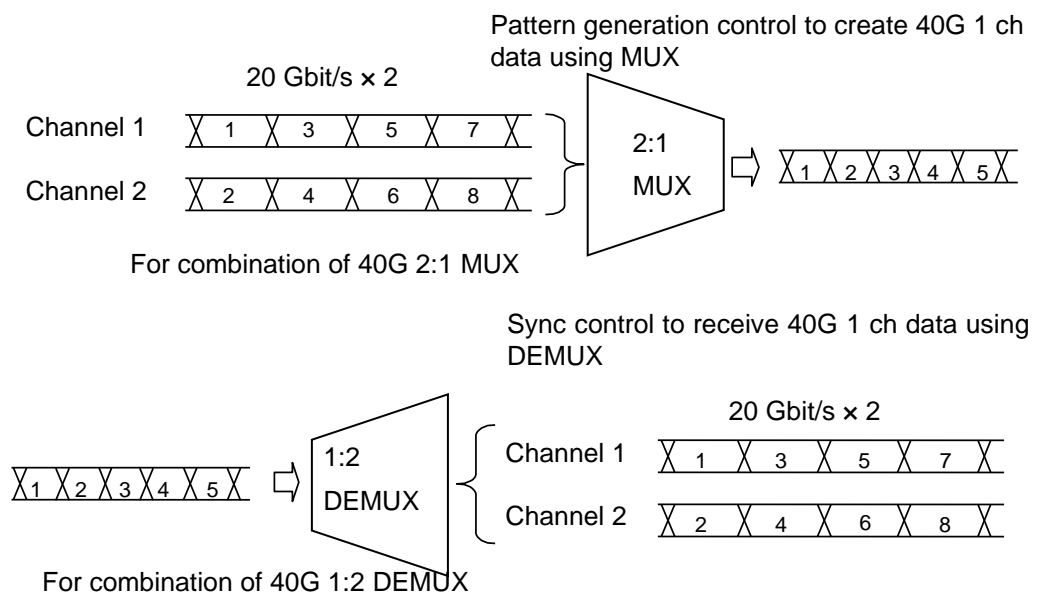 Pattern generation control to create 40G 1 ch
data using MUX
20 Gbit/s × 2
Channel 1
1 3 5 7
Channel 2
2 4 6 8
2:1
MUX
1 2 3 4 5
For combination of 40G 2:1 MUX
Sync control to receive 40G 1 ch data using
DEMUX
20 Gbit/s × 2
1 2 3 4 5
1:2
DEMUX
Channel 1
1 3 5 7
Channel 2
2 4 6 8
For combination of 40G 1:2 DEMUX